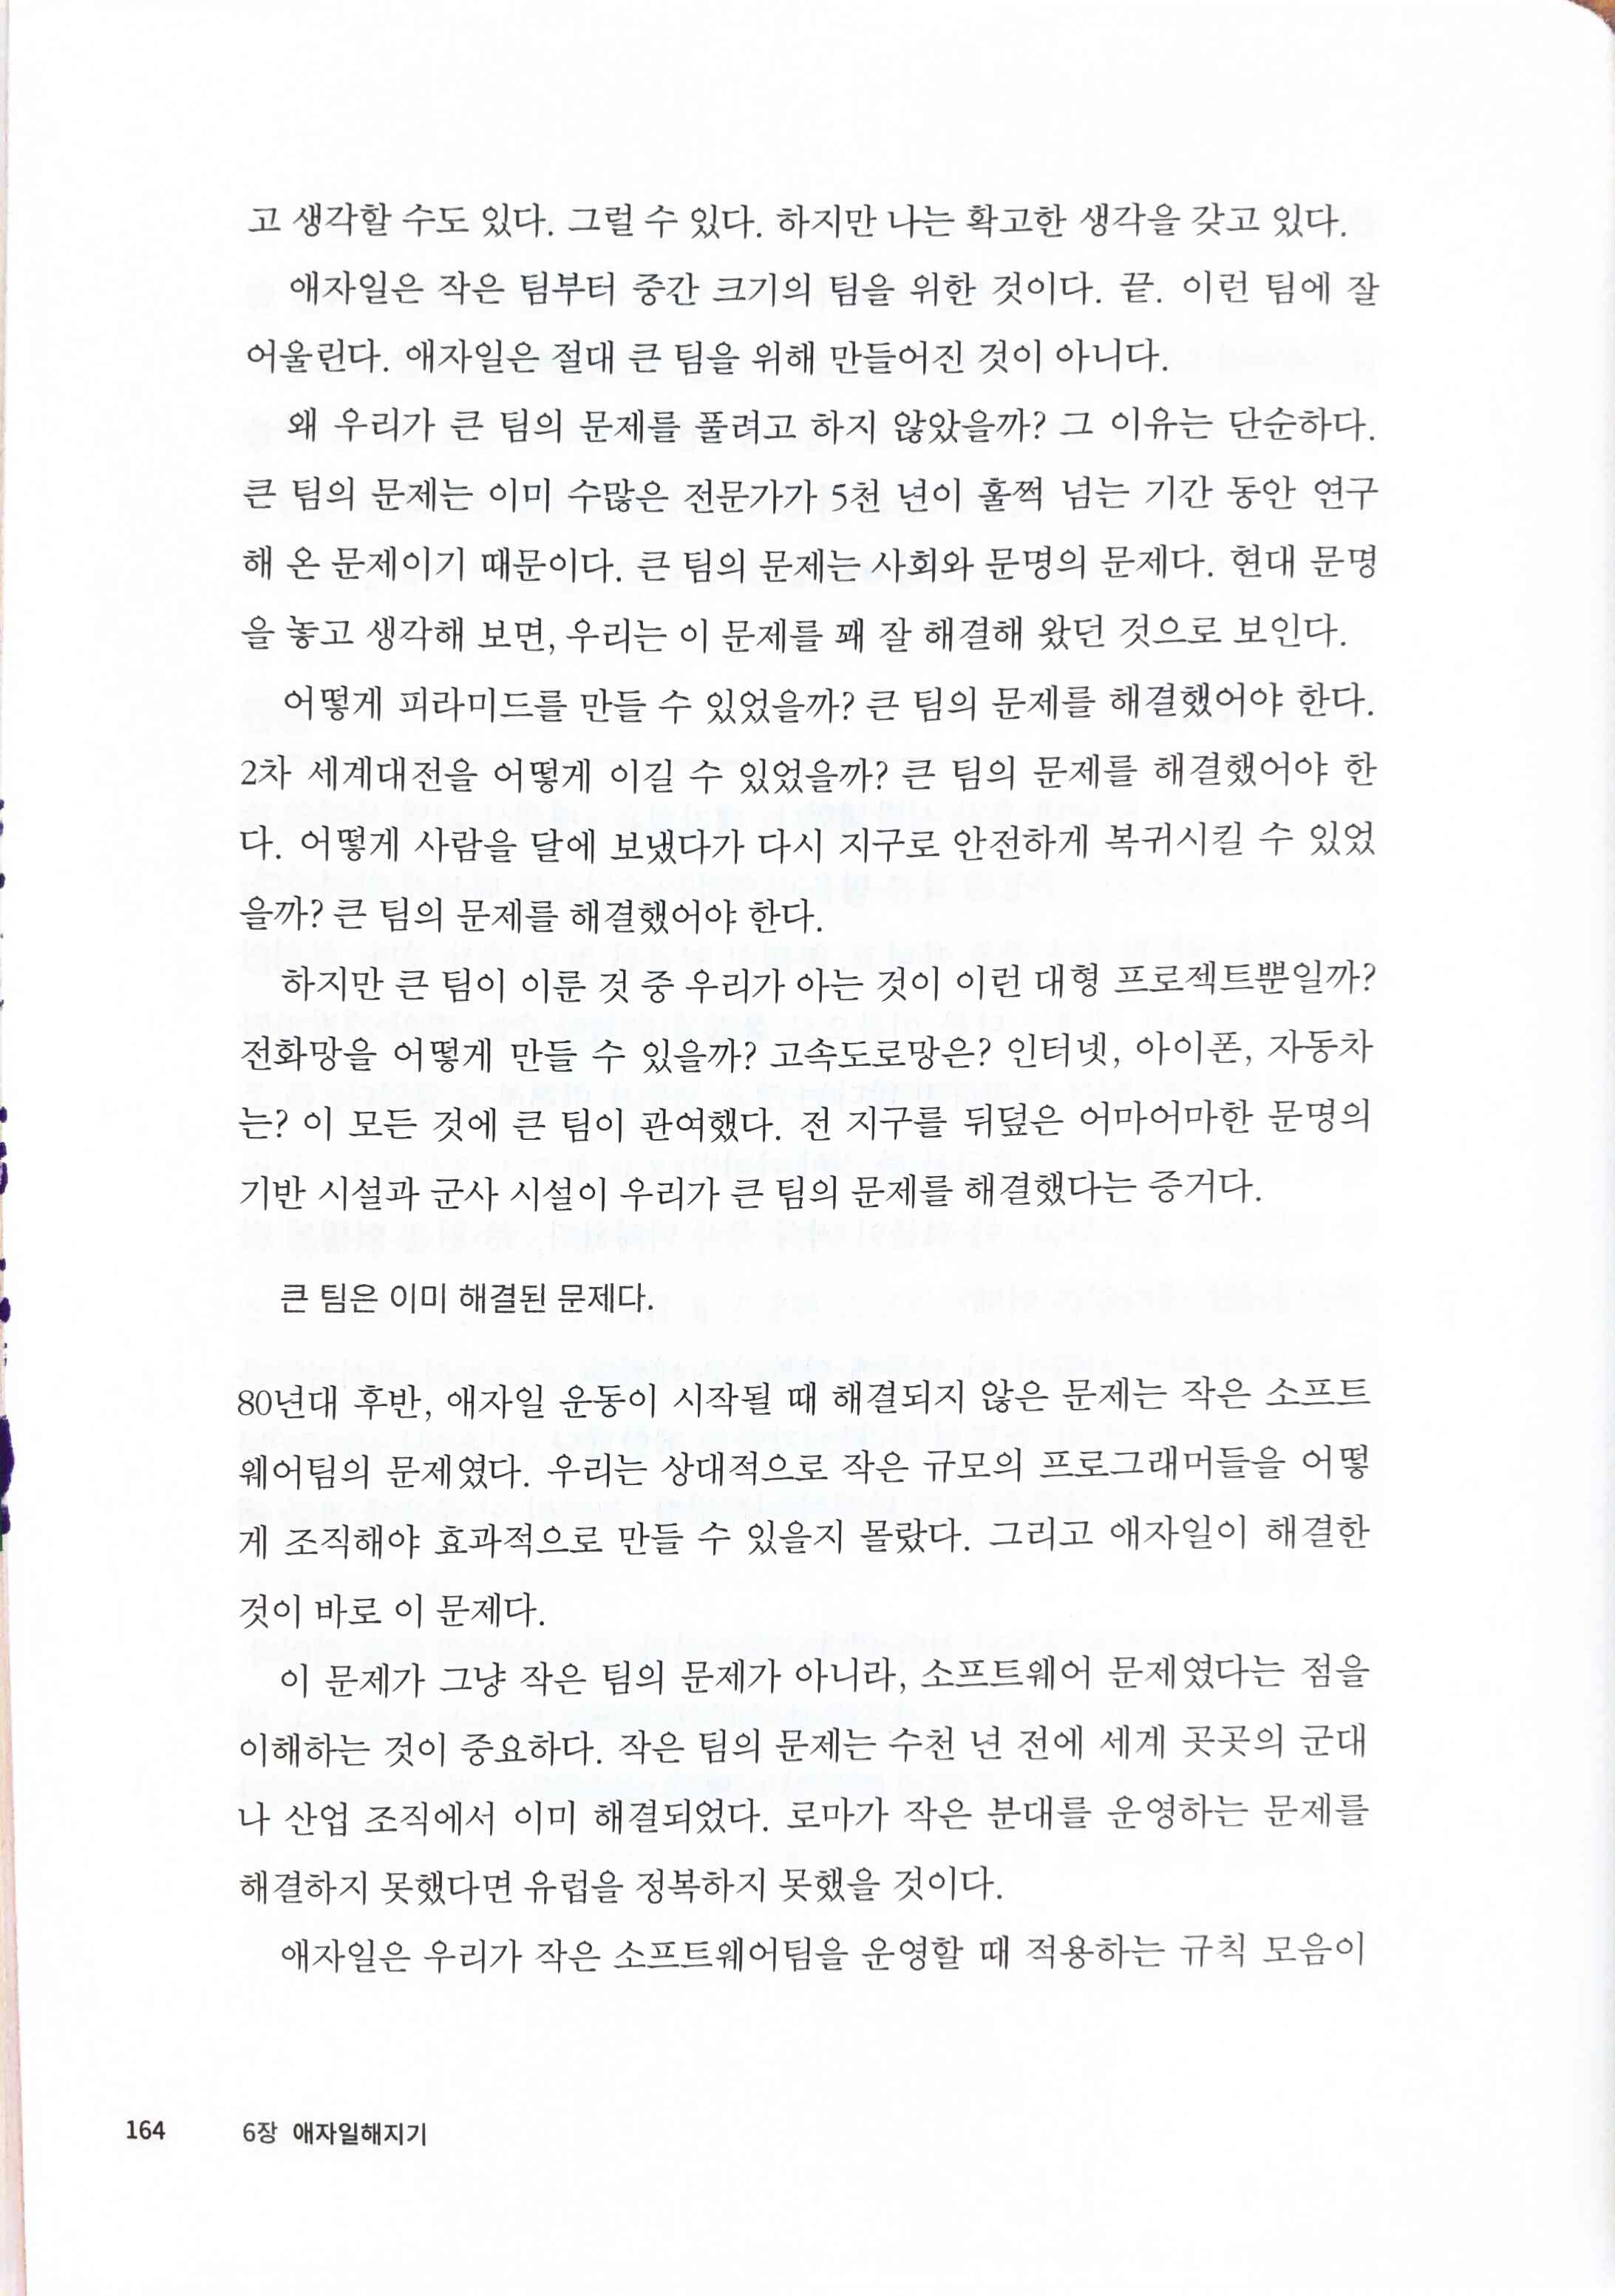 고 생각할 수도 있다. 그럴 수 있다. 하지만 나는 확고한 생각을 갖고 있다.
애자일은 작은 팀부터 중간 크기의 팀을 위한 것이다. 끝. 이런 팀에 잘
어울린다. 애자일은 절대 큰 팀을 위해 만들어진 것이 아니다.
왜 우리가 큰 팀의 문제를 풀려고 하지 않았을까? 그 이유는 단순하다.
큰 팀의 문제는 이미 수많은 전문가가 5천 년이 훌쩍 넘는 기간 동안 연구
해 온 문제이기 때문이다. 큰 팀의 문제는 사회와 문명의 문제다. 현대 문명
을 놓고 생각해 보면, 우리는 이 문제를 꽤 잘 해결해 왔던 것으로 보인다.
어떻게 피라미드를 만들 수 있었을까? 큰 팀의 문제를 해결했어야 한다.
2차 세계대전을 어떻게 이길 수 있었을까? 큰 팀의 문제를 해결했어야 한
다. 어떻게 사람을 달에 보냈다가 다시 지구로 안전하게 복귀시킬 수 있었
을까? 큰 팀의 문제를 해결했어야 한다.
하지만 큰 팀이 이룬 것 중 우리가 아는 것이 이런 대형 프로젝트뿐일까?
전화망을 어떻게 만들 수 있을까? 고속도로망은? 인터넷, 아이폰, 자동차
는? 이 모든 것에 큰 팀이 관여했다. 전 지구를 뒤덮은 어마어마한 문명의
기반 시설과 군사 시설이 우리가 큰 팀의 문제를 해결했다는 증거다.
큰 팀은 이미 해결된 문제다.
80년대 후반, 애자일 운동이 시작될 때 해결되지 않은 문제는 작은 소프트
웨어팀의 문제였다. 우리는 상대적으로 작은 규모의 프로그래머들을 어떻
게 조직해야 효과적으로 만들 수 있을지 몰랐다. 그리고 애자일이 해결한
것이 바로 이 문제다.
이 문제가 그냥 작은 팀의 문제가 아니라, 소프트웨어 문제였다는 점을
이해하는 것이 중요하다. 작은 팀의 문제는 수천 년 전에 세계 곳곳의 군대
나 산업 조직에서 이미 해결되었다. 로마가 작은 분대를 운영하는 문제를
해결하지 못했다면 유럽을 정복하지 못했을 것이다.
애자일은 우리가 작은 소프트웨어팀을 운영할 때 적용하는 규칙 모음이
164 6장 애자일해지기